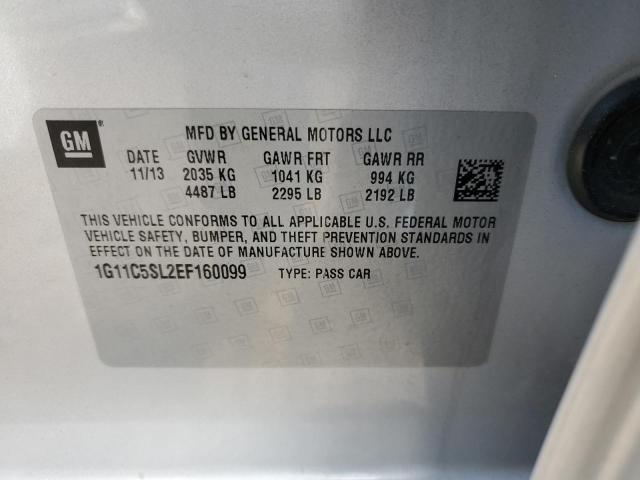 GM
MFD BY GENERAL MOTORS LLC
DATE GVWR GAWR FRT GAWR RR
11/13 2035 KG 1041 KG 994 KG
4487 LB 2295 LB 2192 LB
THIS VEHICLE CONFORMS TO ALL APPLICABLE U.S. FEDERAL MOTOR
VEHICLE SAFETY, BUMPER, AND THEFT PREVENTION STANDARDS IN
EFFECT ON THE DATE OF MANUFACTURE SHOWN ABOVE.
1G11C5SL2EF160099 TYPE: PASS CAR